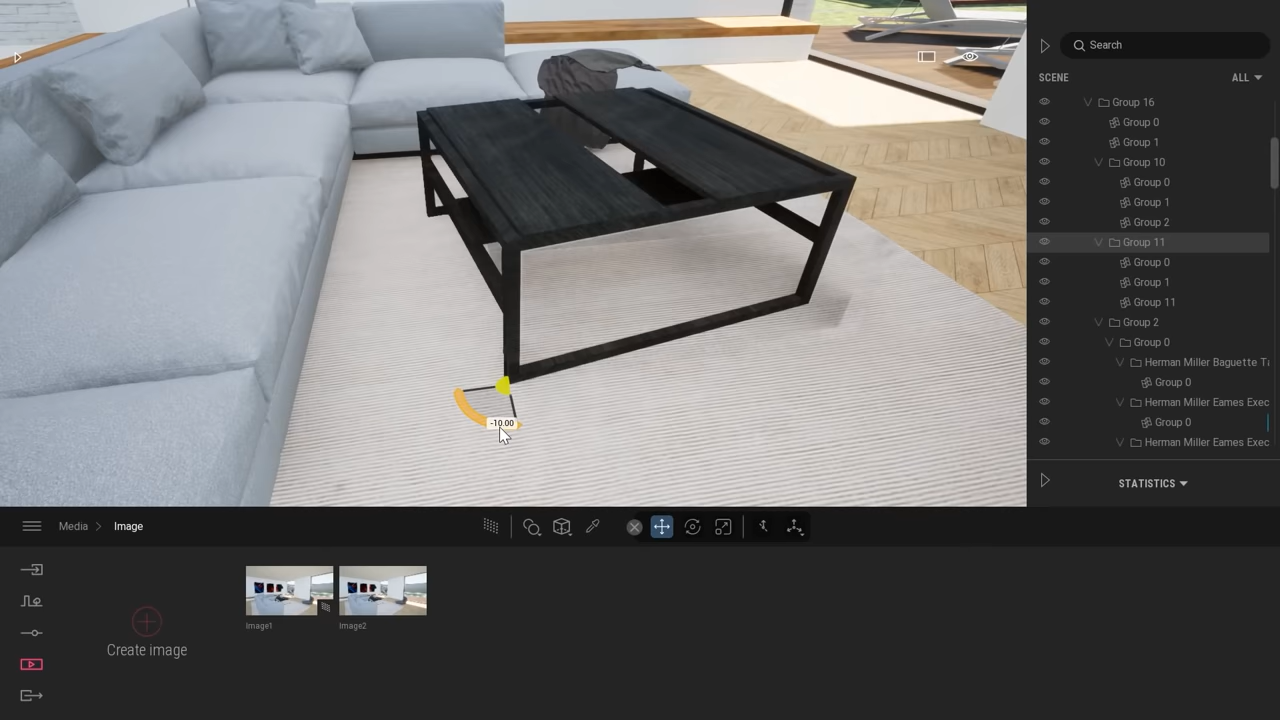 Search
SCENE
ALL
Group 16
Group 0
Group 1
Group 10
Group 0
Group 1
Group 2
Group 11
Group 0
Group 1
Group 11
Group 2
Group 0
Herman Miller Baguette Ta
Group 0
Herman Miller Eames Exec
Group 0
Herman Miller Eames Exec
-10.00
STATISTICS
Media
Image
Create image
Image1
Image2